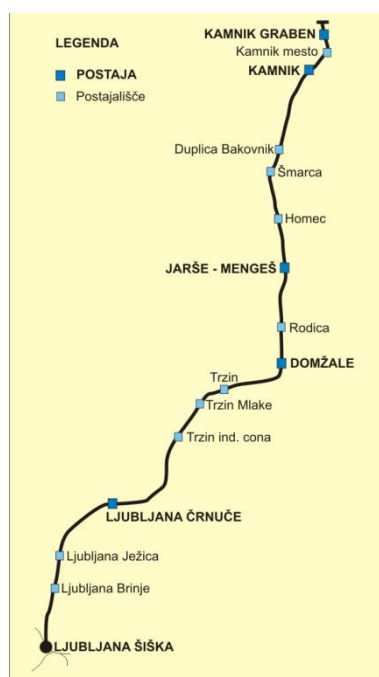 KAMNIK GRABEN
LEGENDA
Kamnik mesto
POSTAJA
KAMNIK
Postajališče
Duplica Bakovnik
Šmarca
Homec
JARŠE - MENGEŠ
Rodica
DOMŽALE
Trzin
Trzin Mlake
Trzin ind. cona
LJUBLJANA ČRNUČE
Ljubljana Ježica
Ljubljana Brinje
LJUBLJANA ŠIŠKA